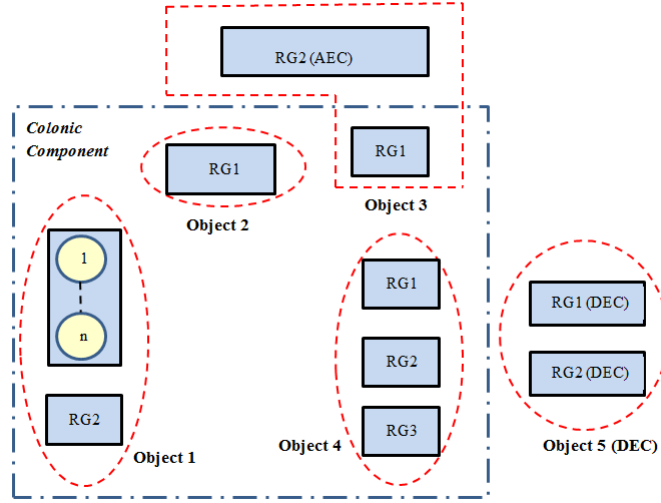 RG2 (AEC)
Colonic
Component
RG1
RG1
Object 2
Object 3
1
n
RG2
Object 1
RG1
RG2
RG3
Object 4
RG1 (DEC)
RG2 (DEC)
Object 5 (DEC)